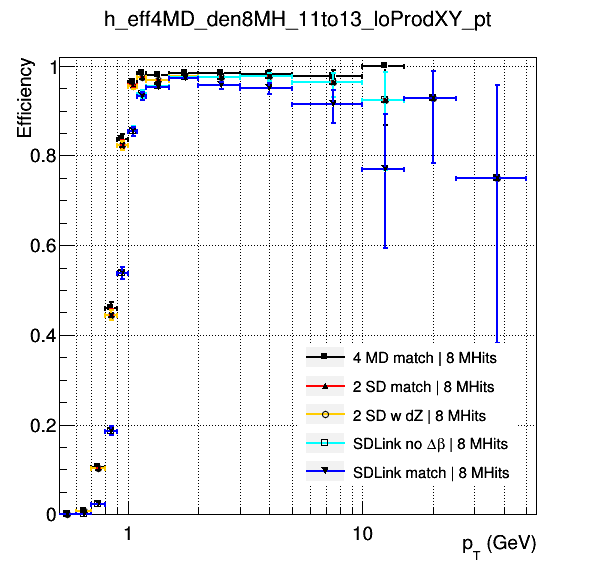 h_eff4MD_den8MH_11to13_loProdXY_pt
Efficiency
1
0.8
0.6
0.4
0.2
0
4 MD match | 8 MHits
2 SD match | 8 MHits
2 SD w dZ | 8 MHits
SDLink no Δβ | 8 MHits
SDLink match | 8 MHits
1
10
p_T (GeV)